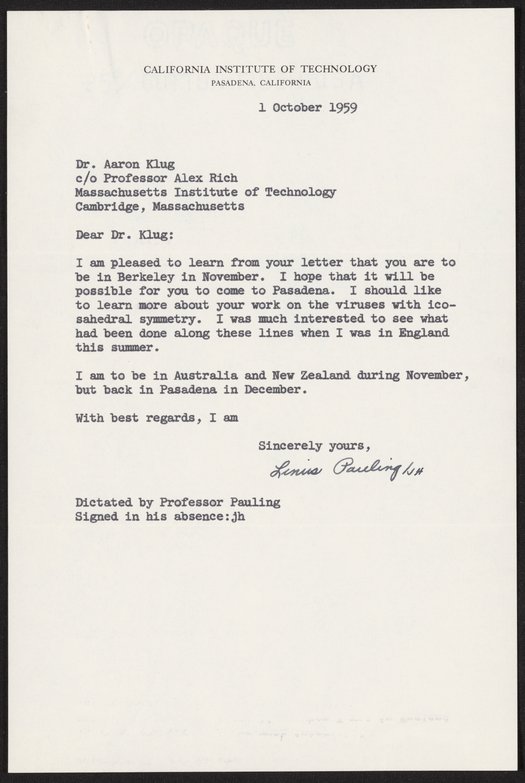 CALIFORNIA INSTITUTE OF TECHNOLOGY
PASADENA, CALIFORNIA
1 October 1959
Dr. Aaron Klug
c/o Professor Alex Rich
Massachusetts Institute of Technology
Cambridge, Massachusetts
Dear Dr. Klug:
I am pleased to learn from your letter that you are to
be in Berkeley in November. I hope that it will be
possible for you to come to Pasadena. I should like
to learn more about your work on the viruses with ico-
sahedral symmetry. I was much interested to see what
had been done along these lines when I was in England
this summer.
I am to be in Australia and New Zealand during November,
but back in Pasadena in December.
With best regards, I am
Sincerely yours,
Linus Pauling
Dictated by Professor Pauling
Signed in his absence:jh